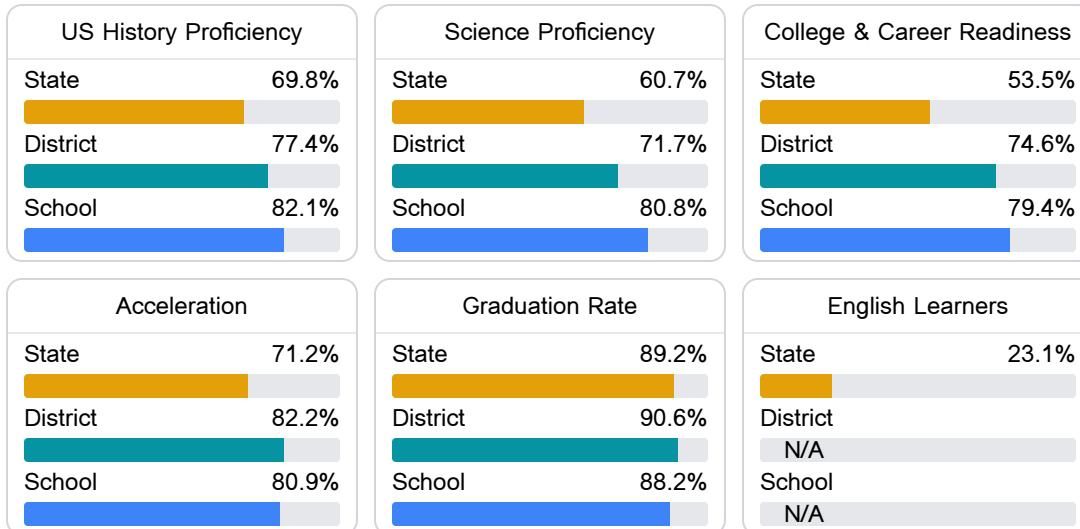 US History Proficiency
State 69.8%
District 77.4%
School 82.1%
Science Proficiency
State 60.7%
District 71.7%
School 80.8%
College & Career Readiness
State 53.5%
District 74.6%
School 79.4%
Acceleration
State 71.2%
District 82.2%
School 80.9%
Graduation Rate
State 89.2%
District 90.6%
School 88.2%
English Learners
State 23.1%
District
N/A
School
N/A